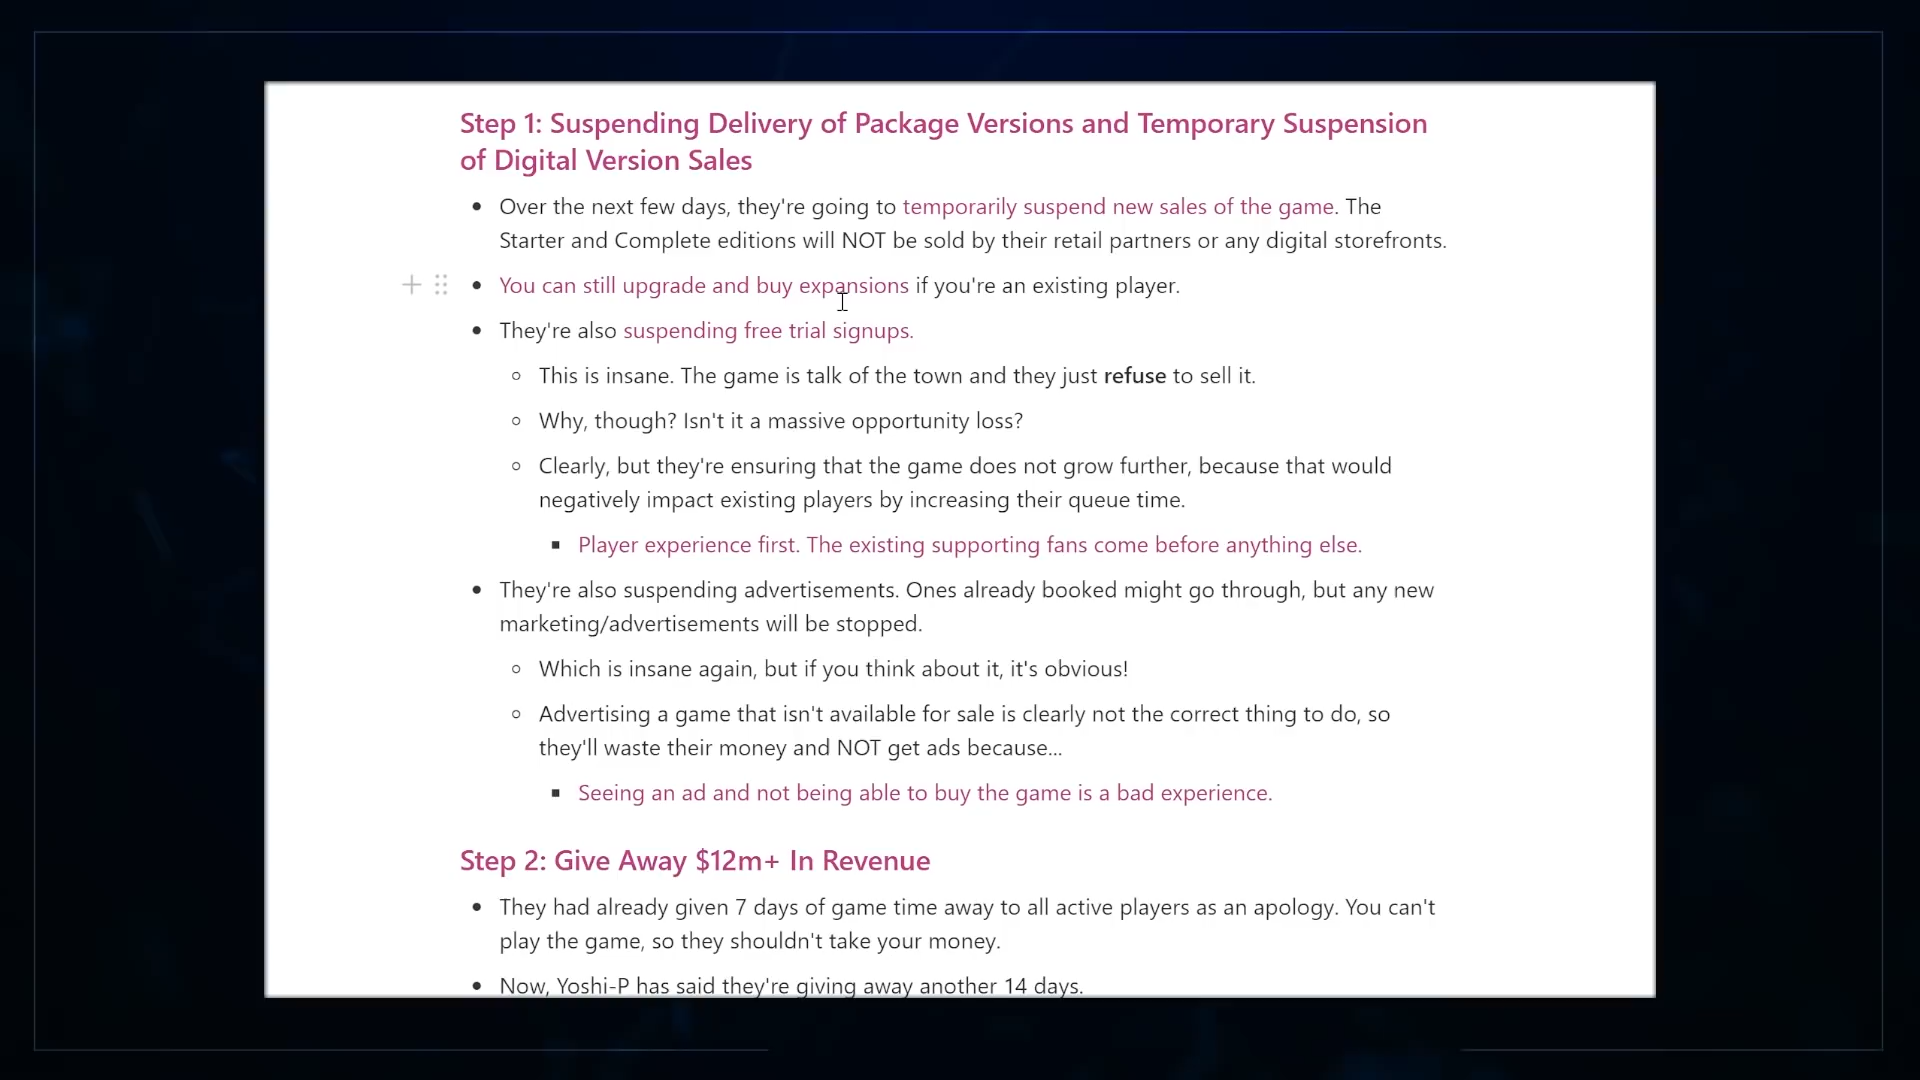 Step 1: Suspending Delivery of Package Versions and Temporary Suspension
of Digital Version Sales
Over the next few days, they're going to temporarily suspend new sales of the game. The
Starter and Complete editions will NOT be sold by their retail partners or any digital storefronts.
You can still upgrade and buy expansions if you're an existing player.
They're also suspending free trial signups.
This is insane. The game is talk of the town and they just refuse to sell it.
Why, though? Isn't it a massive opportunity loss?
Clearly, but they're ensuring that the game does not grow further, because that would
negatively impact existing players by increasing their queue time.
Player experience first. The existing supporting fans come before anything else.
They're also suspending advertisements. Ones already booked might go through, but any new
marketing/advertisements will be stopped.
Which is insane again, but if you think about it, it's obvious!
Advertising a game that isn't available for sale is clearly not the correct thing to do, so
they'll waste their money and NOT get ads because...
Seeing an ad and not being able to buy the game is a bad experience.
Step 2: Give Away $12m+ In Revenue
They had already given 7 days of game time away to all active players as an apology. You can't
play the game, so they shouldn't take your money.
Now, Yoshi-P has said they're giving away another 14 days.